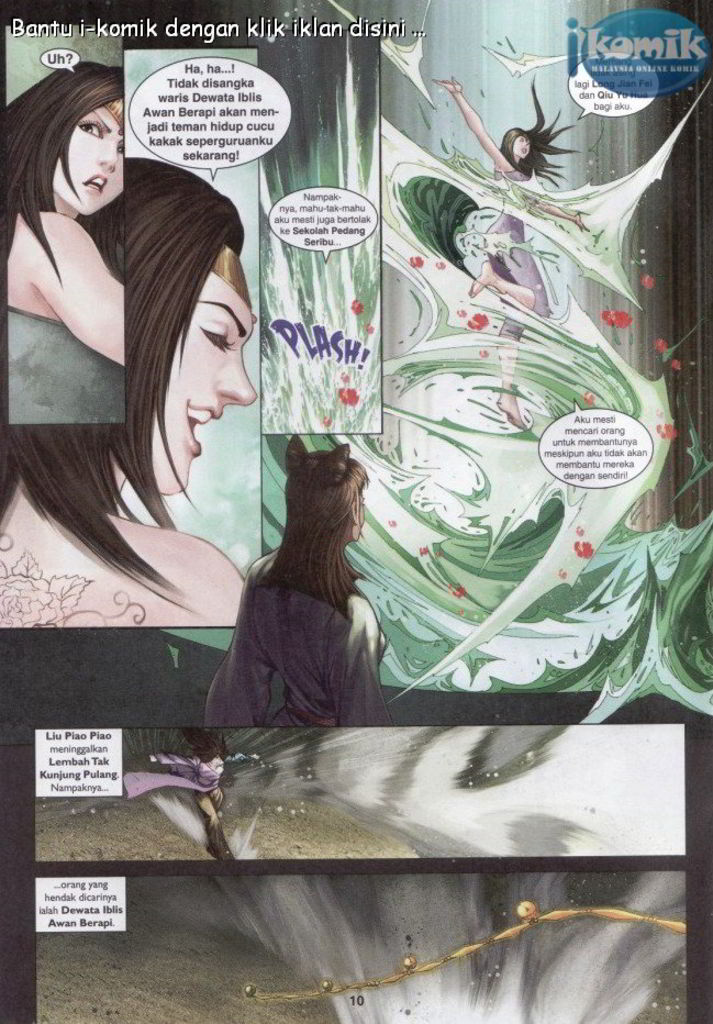 Bantu i-komik dengan klik iklan disini ...
ikomik
MALAYSIA ONLINE KOMIK
Uh?
Ha, ha...!
Tidak disangka
waris Dewata Iblis
Awan Berapi akan men-
jadi teman hidup cucu
kakak seperguruanku
sekarang!
Nampak-
nya, mahu-tak-mahu
aku mesti juga bertolak
ke Sekolah Pedang
Seribu...
lagi Long Jian Fei
dan Qiu Yu Hua
bagi aku.
PLASH!
Aku mesti
mencari orang
untuk membantunya
meskipun aku tidak akan
membantu mereka
dengan sendiri!
Liu Piao Piao
meninggalkan
Lembah Tak
Kunjung Pulang.
Nampaknya...
...orang yang
hendak dicarinya
ialah Dewata Iblis
Awan Berapi.
10